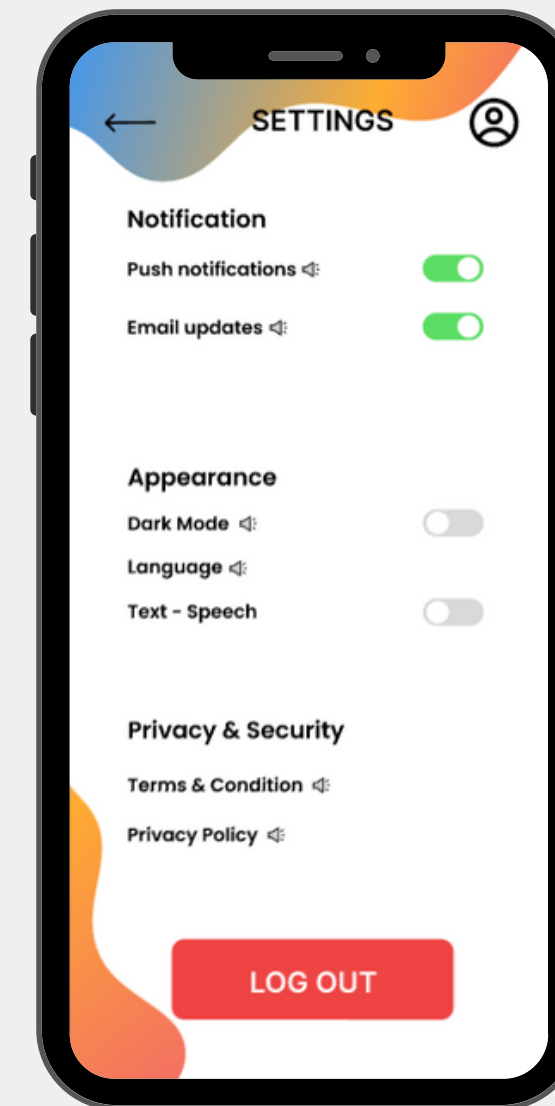 SETTINGS
Notification
Push notifications
Email updates
Appearance
Dark Mode
Language
Text - Speech
Privacy & Security
Terms & Condition
Privacy Policy
LOG OUT